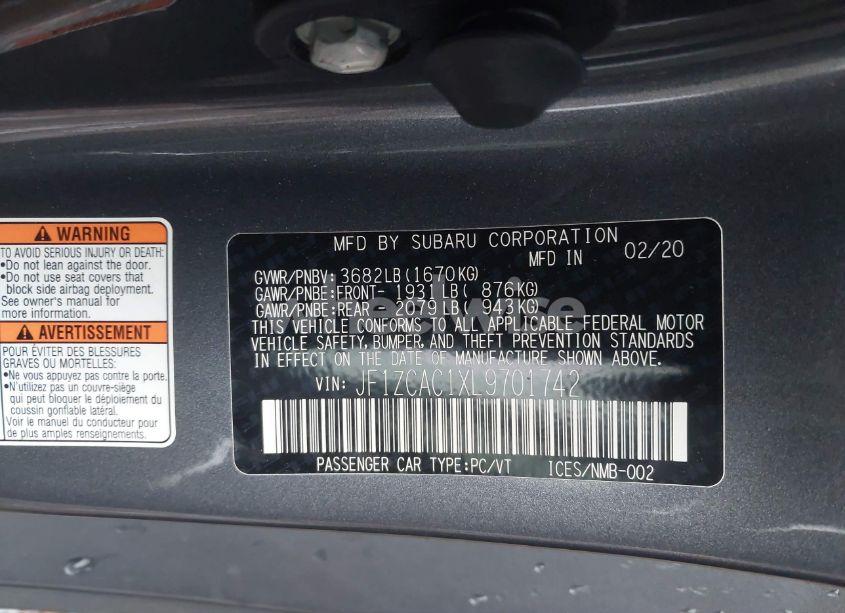 WARNING
TO AVOID SERIOUS INJURY OR DEATH:
•Do not lean against the door.
•Do not use seat covers that
block side airbag deployment.
See owner's manual for
more information.
AVERTISSEMENT
POUR ÉVITER DES BLESSURES
GRAVES OU MORTELLES:
•Ne vous appuyez pas contre la porte.
•N'utilisez pas un couvre-siège
qui peut bloquer le déploiement du
coussin gonflable latéral.
Voir le manuel du conducteur pour
de plus amples renseignements.
MFD BY SUBARU CORPORATION
MFD IN 02/20
GVWR/PNBV: 3682LB(1670KG)
GAWR/PNBE:FRONT- 1931LB( 876KG)
GAWR/PNBE:REAR - 2079LB( 943KG)
THIS VEHICLE CONFORMS TO ALL APPLICABLE FEDERAL MOTOR
VEHICLE SAFETY, BUMPER, AND THEFT PREVENTION STANDARDS
IN EFFECT ON THE DATE OF MANUFACTURE SHOWN ABOVE.
VIN: JF1ZCAC1XL9701742
PASSENGER CAR TYPE:PC/VT ICES/NMB-002